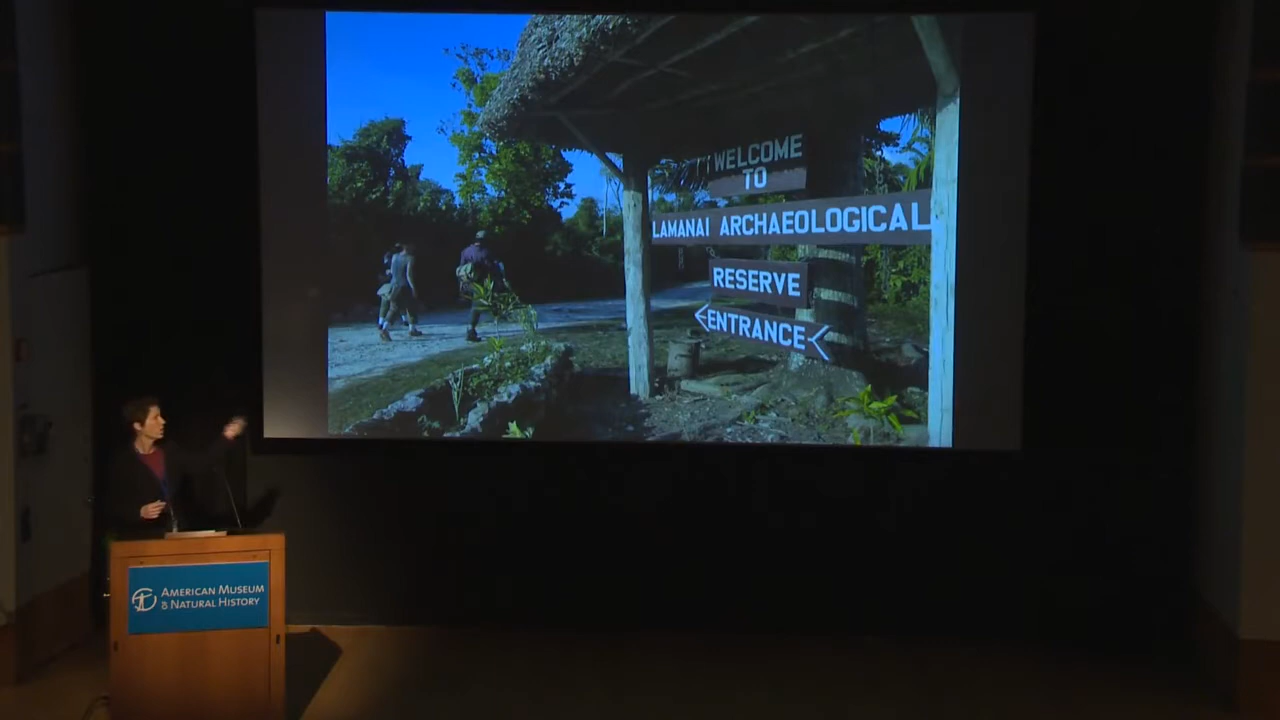 WELCOME
TO
LAMANAI ARCHAEOLOGICAL
RESERVE
ENTRANCE
AMERICAN MUSEUM
& NATURAL HISTORY